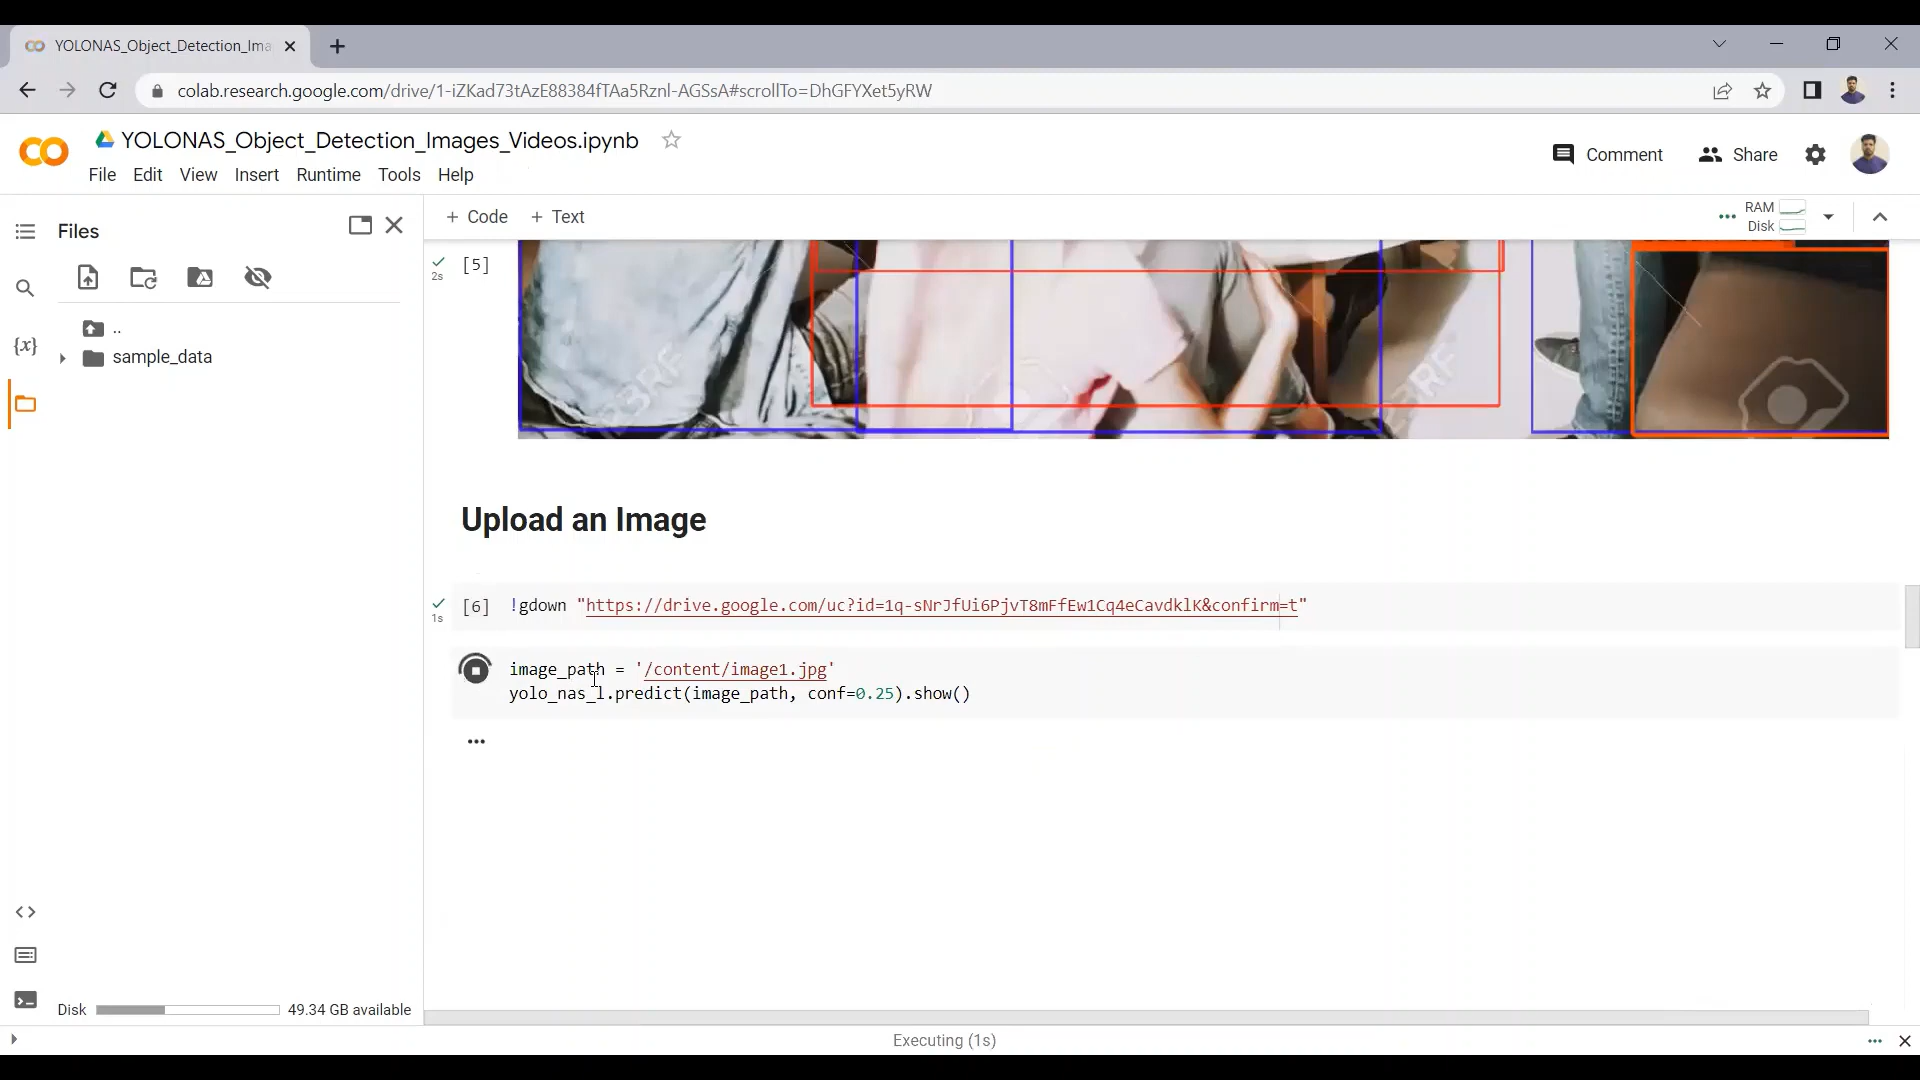 YOLONAS_Object_Detection_Ima
colab.research.google.com/drive/1-iZKad73tAzE88384fTAa5Rznl-AGSsA#scrollTo=DhGFYXet5yRW
YOLONAS_Object_Detection_Images_Videos.ipynb
Comment
Share
File Edit View Insert Runtime Tools Help
Files
+ Code + Text
RAM
Disk
..
sample_data
[5]
2s
Upload an Image
[6] !gdown "https://drive.google.com/uc?id=1q-sNrJfUi6PjvT8mFfEw1Cq4eCavdklK&confirm=t"
1s
image_path = '/content/image1.jpg'
yolo_nas_l.predict(image_path, conf=0.25).show()
...
{x}
Disk 49.34 GB available
Executing (1s)